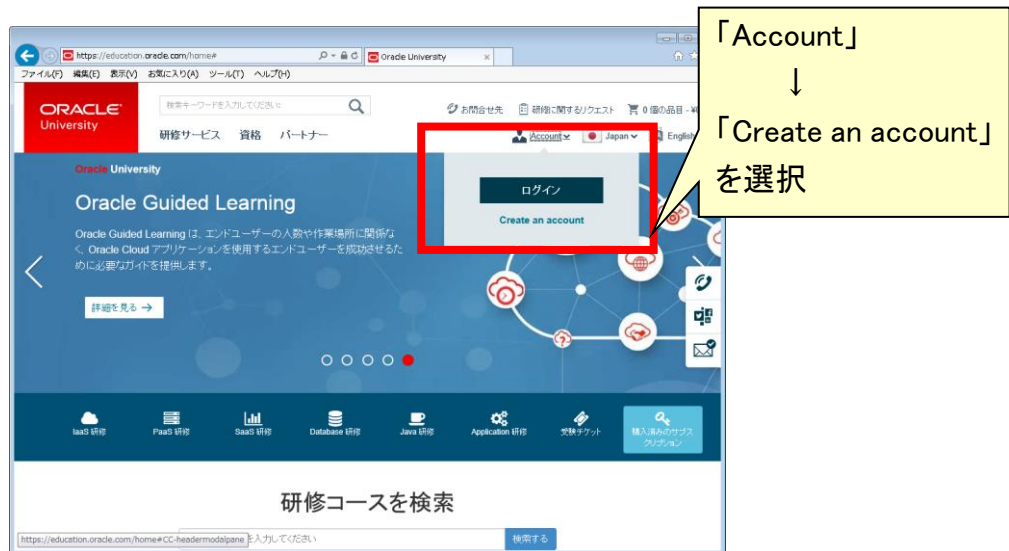 「Account」
↓
「Create an account」
を選択
https://education.oracle.com/home#
Oracle University
ファイル(F) 編集(E) 表示(V) お気に入り(A) ツール(T) ヘルプ(H)
ORACLE
University
検索キーワードを入力してください
お問合せ先 研修に関するリクエスト 0 個の品目 -
研修サービス 資格 パートナー
Account Japan English
ログイン
Create an account
Oracle University
Oracle Guided Learning
Oracle Guided Learning は、エンドユーザーの人数や作業場所に関係な
く、Oracle Cloud アプリケーションを使用するエンドユーザーを成功させるた
めに必要なガイドを提供します。
詳細を見る →
IaaS 研修 PaaS 研修 SaaS 研修 Database 研修 Java 研修 Application 研修 受験チケット
購入済みのサブス
クリプション
研修コースを検索
を入力してください 検索する
https://education.oracle.com/home#CC-headermodalpane